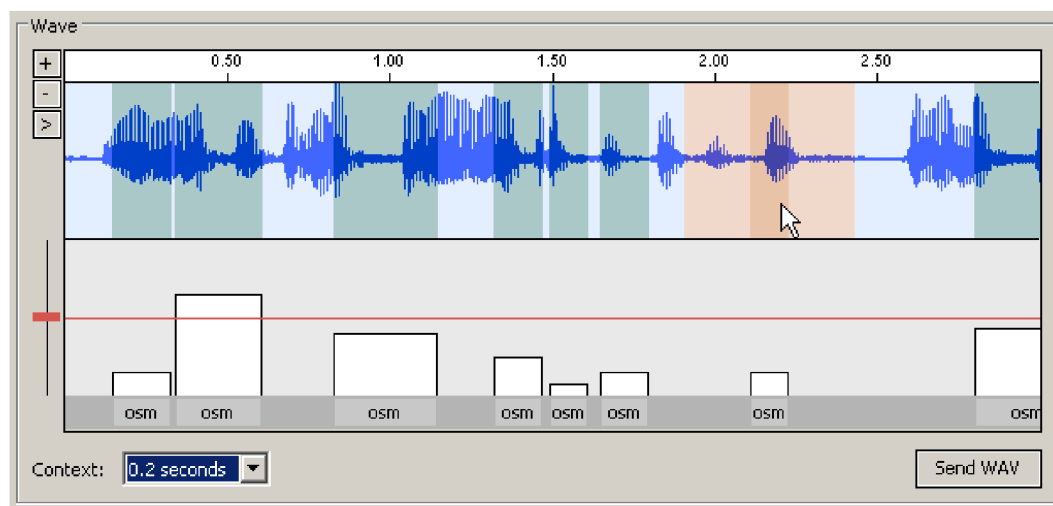 Wave
+ 0.50 1.00 1.50 2.00 2.50
-
>
osm osm osm osm osm osm osm osm
Context: 0.2 seconds Send WAV